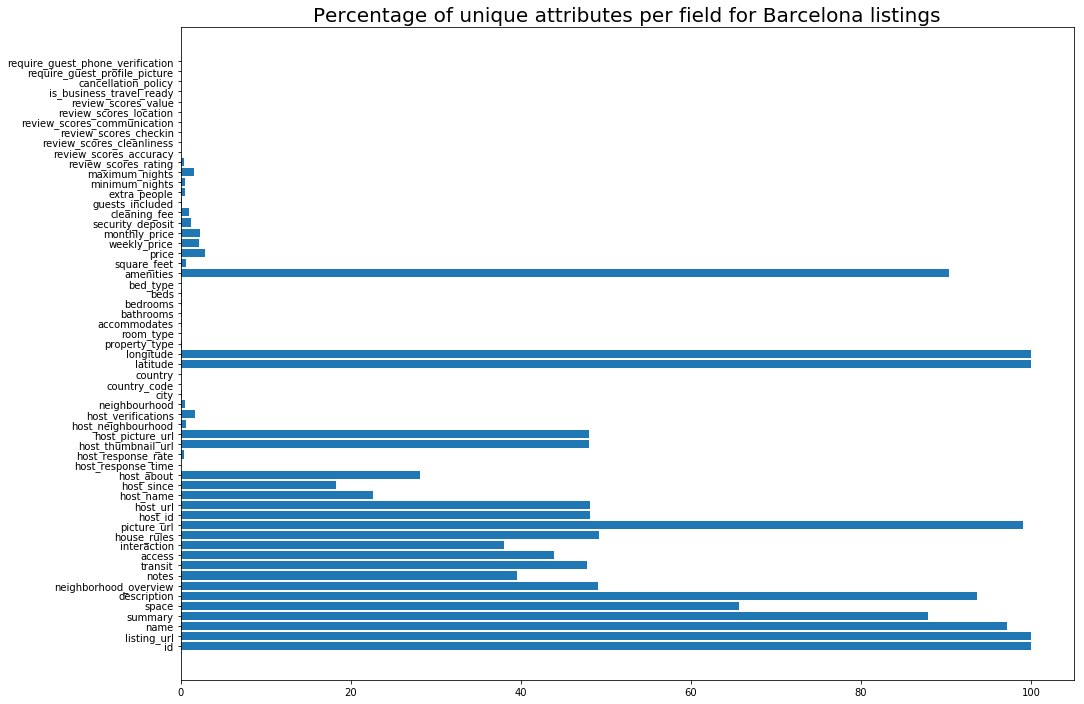 Percentage of unique attributes per field for Barcelona listings
require_guest_phone_verification
require_guest_profile_picture
cancellation_policy
is_business_travel_ready
review_scores_value
review_scores_location
review_scores_communication
review_scores_checkin
review_scores_cleanliness
review_scores_accuracy
review_scores_rating
maximum_nights
minimum_nights
extra_people
guests_included
cleaning_fee
security_deposit
monthly_price
weekly_price
price
square_feet
amenities
bed_type
beds
bedrooms
bathrooms
accommodates
room_type
property_type
longitude
latitude
country
country_code
city
neighbourhood
host_verifications
host_neighbourhood
host_picture_url
host_thumbnail_url
host_response_rate
host_response_time
host_about
host_since
host_name
host_url
host_id
picture_url
house_rules
interaction
access
transit
notes
neighborhood_overview
description
space
summary
name
listing_url
id
0 20 40 60 80 100